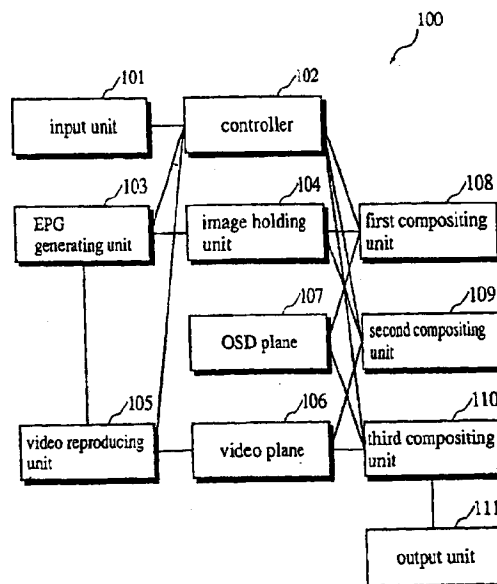 100
101
input unit
102
controller
103
EPG
generating unit
104
image holding
unit
108
first compositing
unit
107
OSD plane
109
second compositing
unit
105
video reproducing
unit
106
video plane
110
third compositing
unit
111
output unit